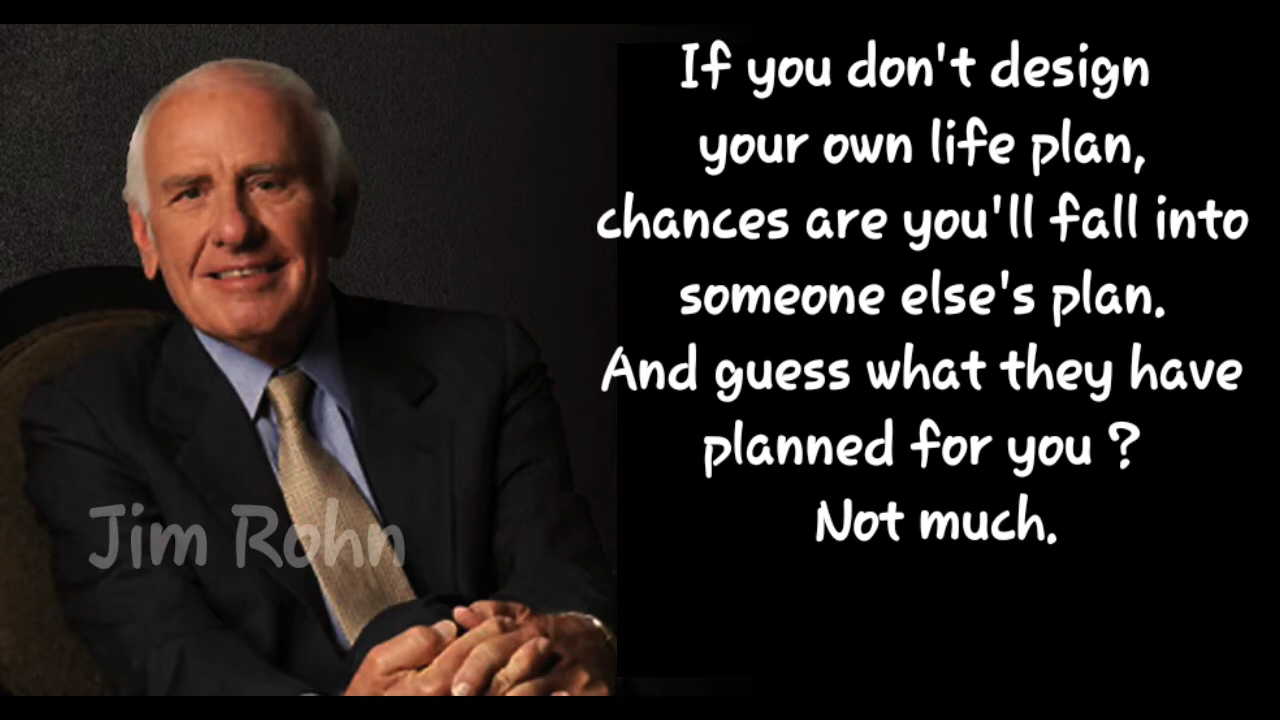 If you don't design
your own life plan,
chances are you'll fall into
someone else's plan.
And guess what they have
planned for you ?
Not much.
Jim Rohn